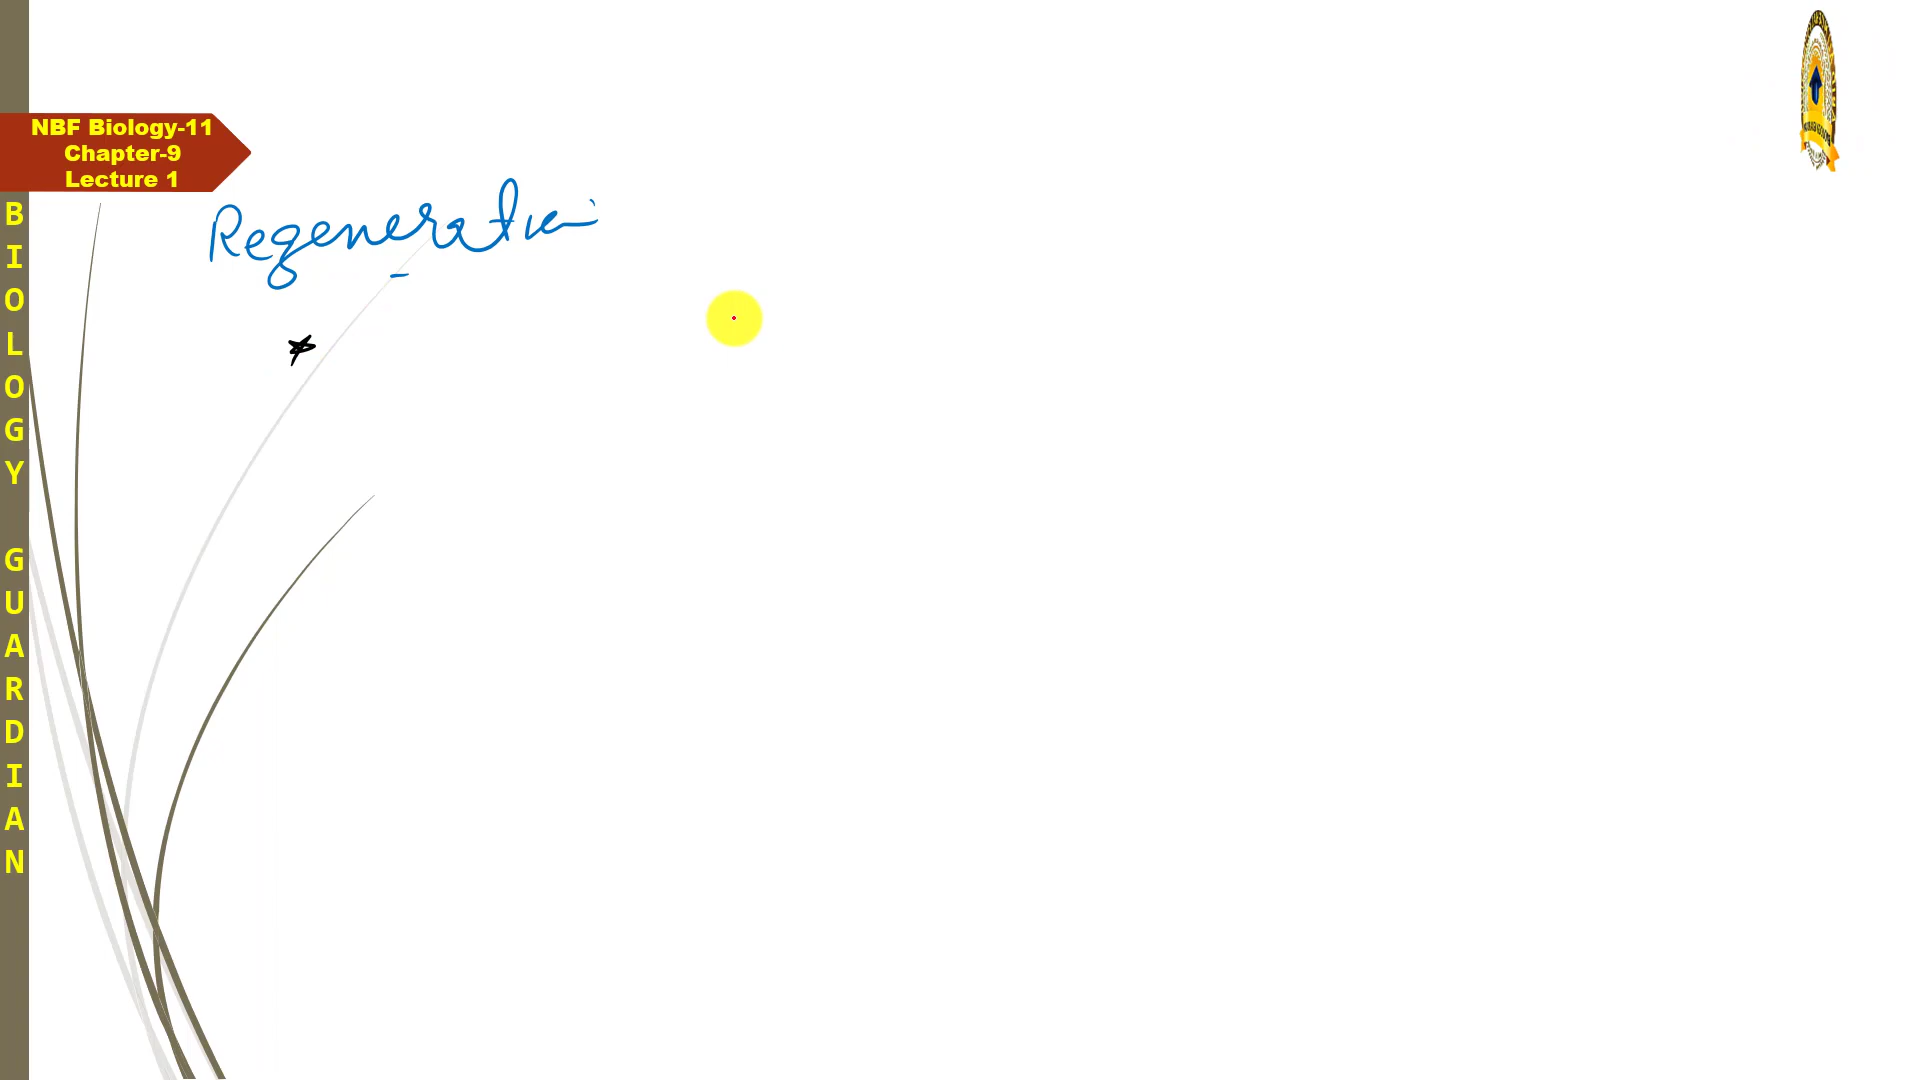 NBF Biology-11
Chapter-9
Lecture 1
Regeneration
BIOLOGY GUARDIAN